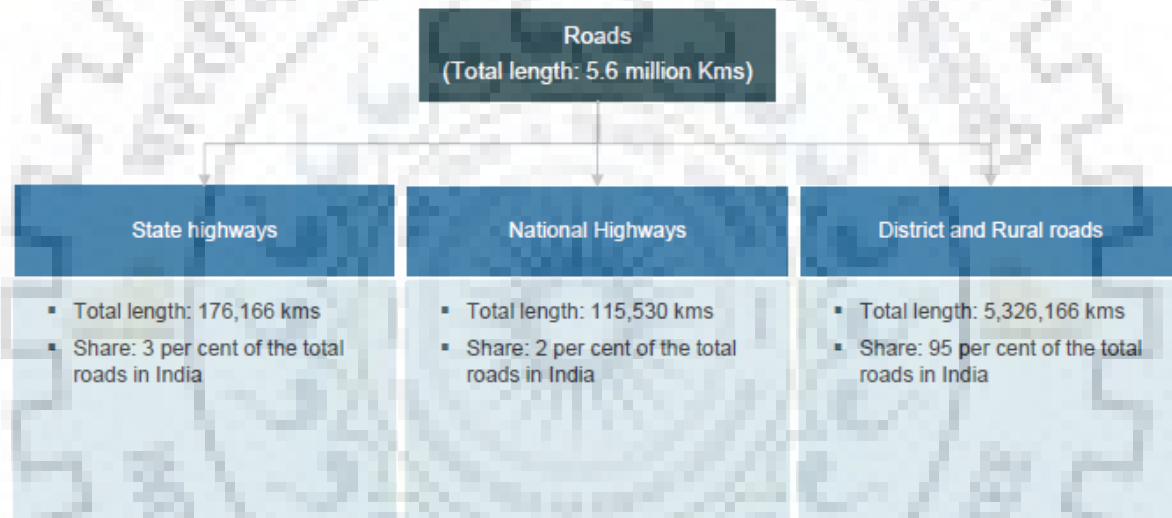 Roads
(Total length: 5.6 million Kms)
State highways
National Highways
District and Rural roads
▪ Total length: 176,166 kms
▪ Share: 3 per cent of the total
roads in India
▪ Total length: 115,530 kms
▪ Share: 2 per cent of the total
roads in India
▪ Total length: 5,326,166 kms
▪ Share: 95 per cent of the total
roads in India